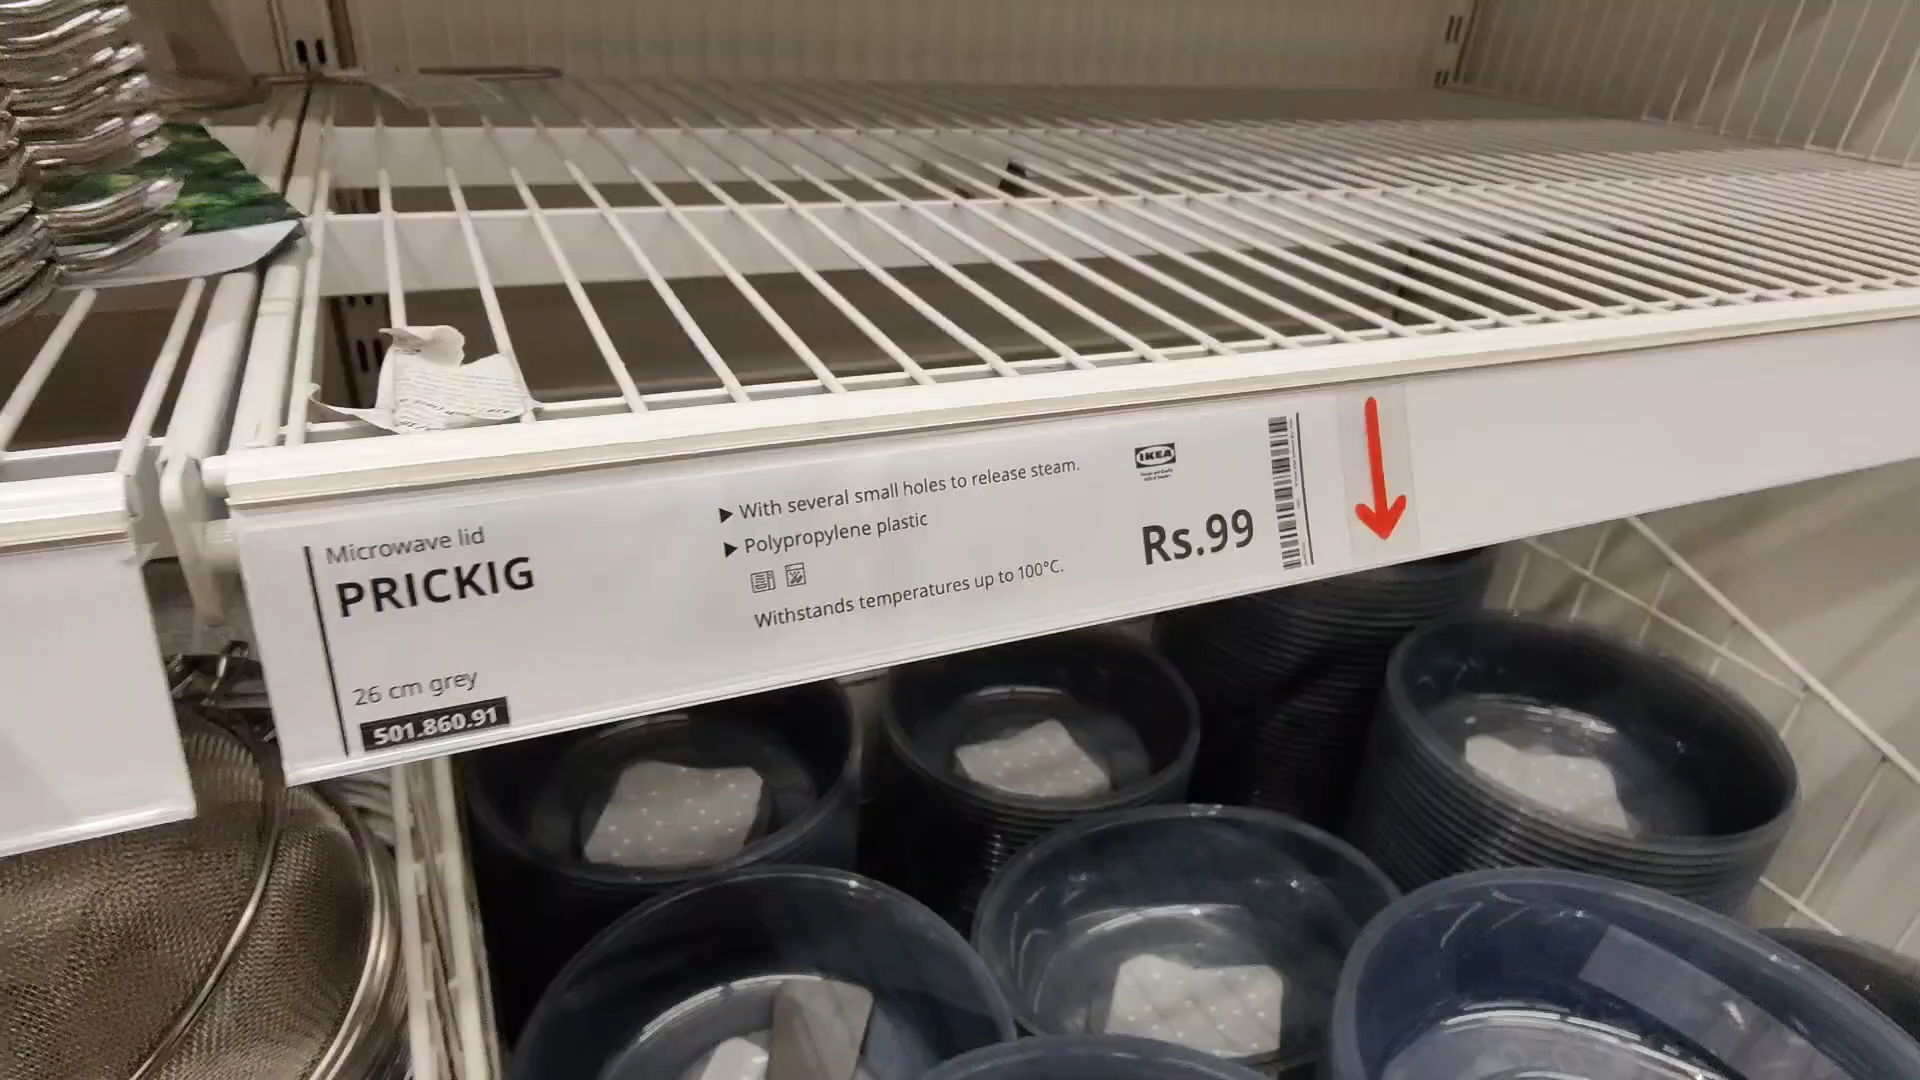 Microwave lid
PRICKIG
26 cm grey
501.860.91
▶ With several small holes to release steam.
▶ Polypropylene plastic
Withstands temperatures up to 100°C.
IKEA
Rs.99